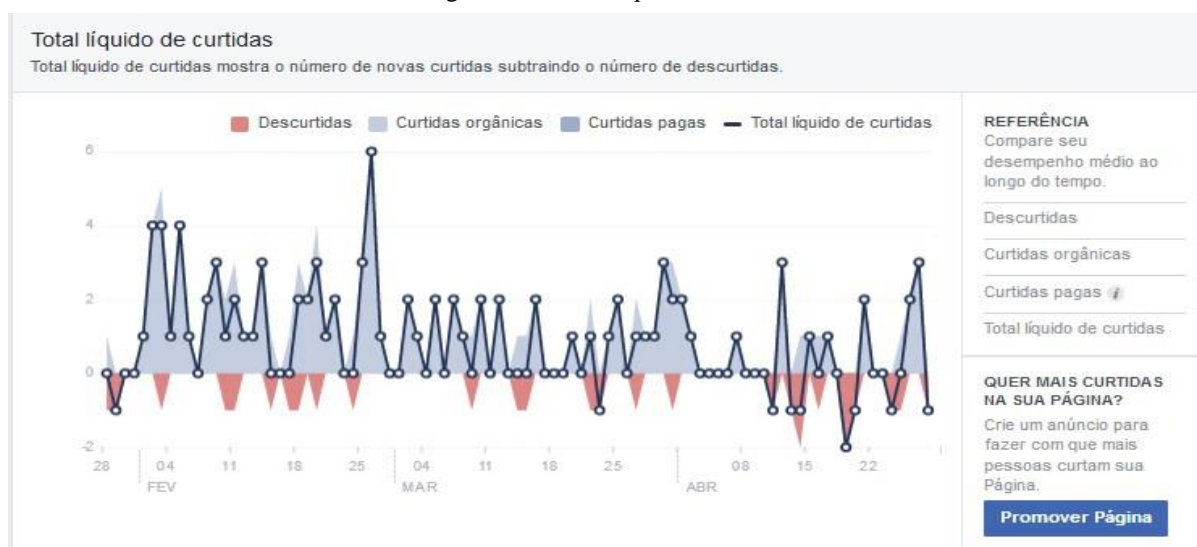 Total líquido de curtidas
Total líquido de curtidas mostra o número de novas curtidas subtraindo o número de descurtidas.
Descurtidas
Curtidas orgânicas
Curtidas pagas
Total líquido de curtidas
6
4
2
0
-2
28
04
11
18
25
04
11
18
25
08
15
22
FEV
MAR
ABR
REFERÊNCIA
Compare seu
desempenho médio ao
longo do tempo.
Descurtidas
Curtidas orgânicas
Curtidas pagas i
Total líquido de curtidas
QUER MAIS CURTIDAS
NA SUA PÁGINA?
Crie um anúncio para
fazer com que mais
pessoas curtam sua
Página.
Promover Página